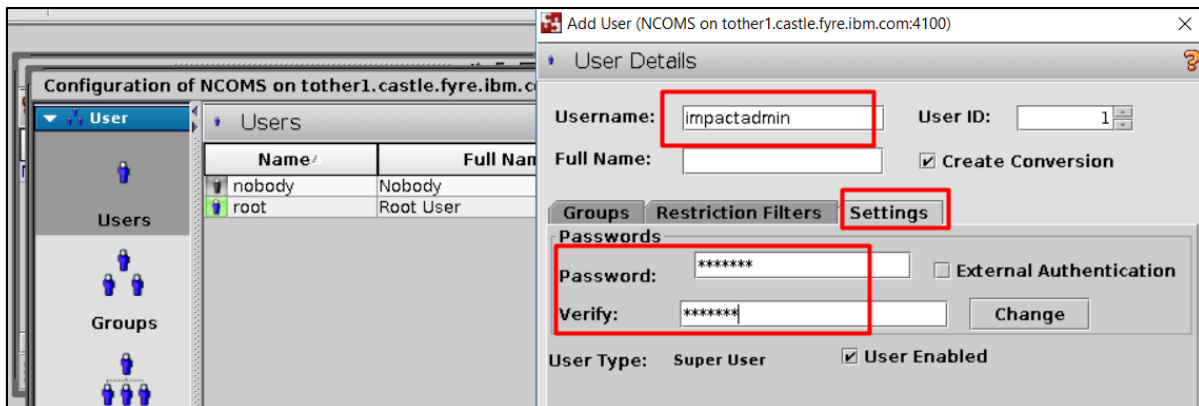 Configuration of NCOMS on tother1.castle.fyre.ibm.c
User
Users
Groups
Users
Name
Full Nam
nobody
Nobody
root
Root User
Add User (NCOMS on tother1.castle.fyre.ibm.com:4100)
User Details
Username: impactadmin User ID: 1
Full Name: Create Conversion
Groups Restriction Filters Settings
Passwords
Password: ******* External Authentication
Verify: ******* Change
User Type: Super User User Enabled